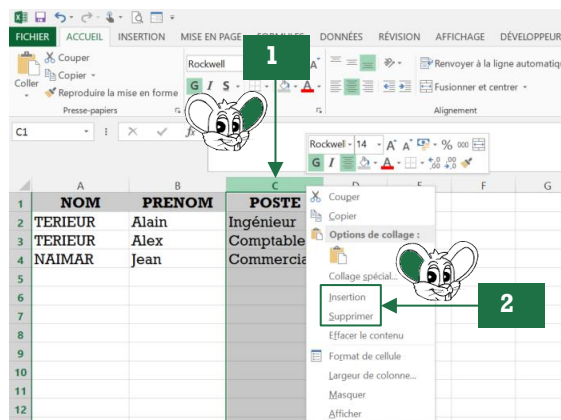 FICHIER ACCUEIL INSERTION MISE EN PAGE FORMULES DONNÉES RÉVISION AFFICHAGE DÉVELOPPEUR
Couper
Copier
Reproduire la mise en forme
Coller
Presse-papiers
Rockwell
G I S
Renvoyer à la ligne automatiq
Fusionner et centrer
Alignement
1
C1
Rockwel 14 A A % 000
G I A
A B C D E F G
1 NOM PRENOM POSTE
2 TERIEUR Alain Ingénieur
3 TERIEUR Alex Comptable
4 NAIMAR Jean Commercia
5
6
7
8
9
10
11
12
Couper
Copier
Options de collage :
Collage spécial...
Insertion
Supprimer
Effacer le contenu
Format de cellule
Largeur de colonne...
Masquer
Afficher
2